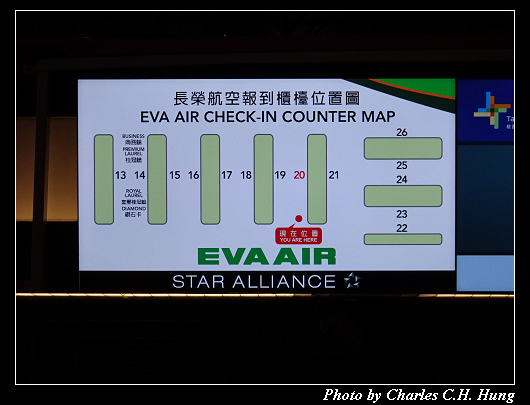 長榮航空報到櫃檯位置圖
EVA AIR CHECK-IN COUNTER MAP
BUSINESS
商務艙
PREMIUM
LAUREL
桂冠艙
13 14 15 16 17 18 19 20 21
ROYAL
LAUREL
皇璽桂冠艙
DIAMOND
鑽石卡
26
25
24
23
22
現在位置
YOU ARE HERE
EVA AIR
STAR ALLIANCE
Photo by Charles C.H. Hung